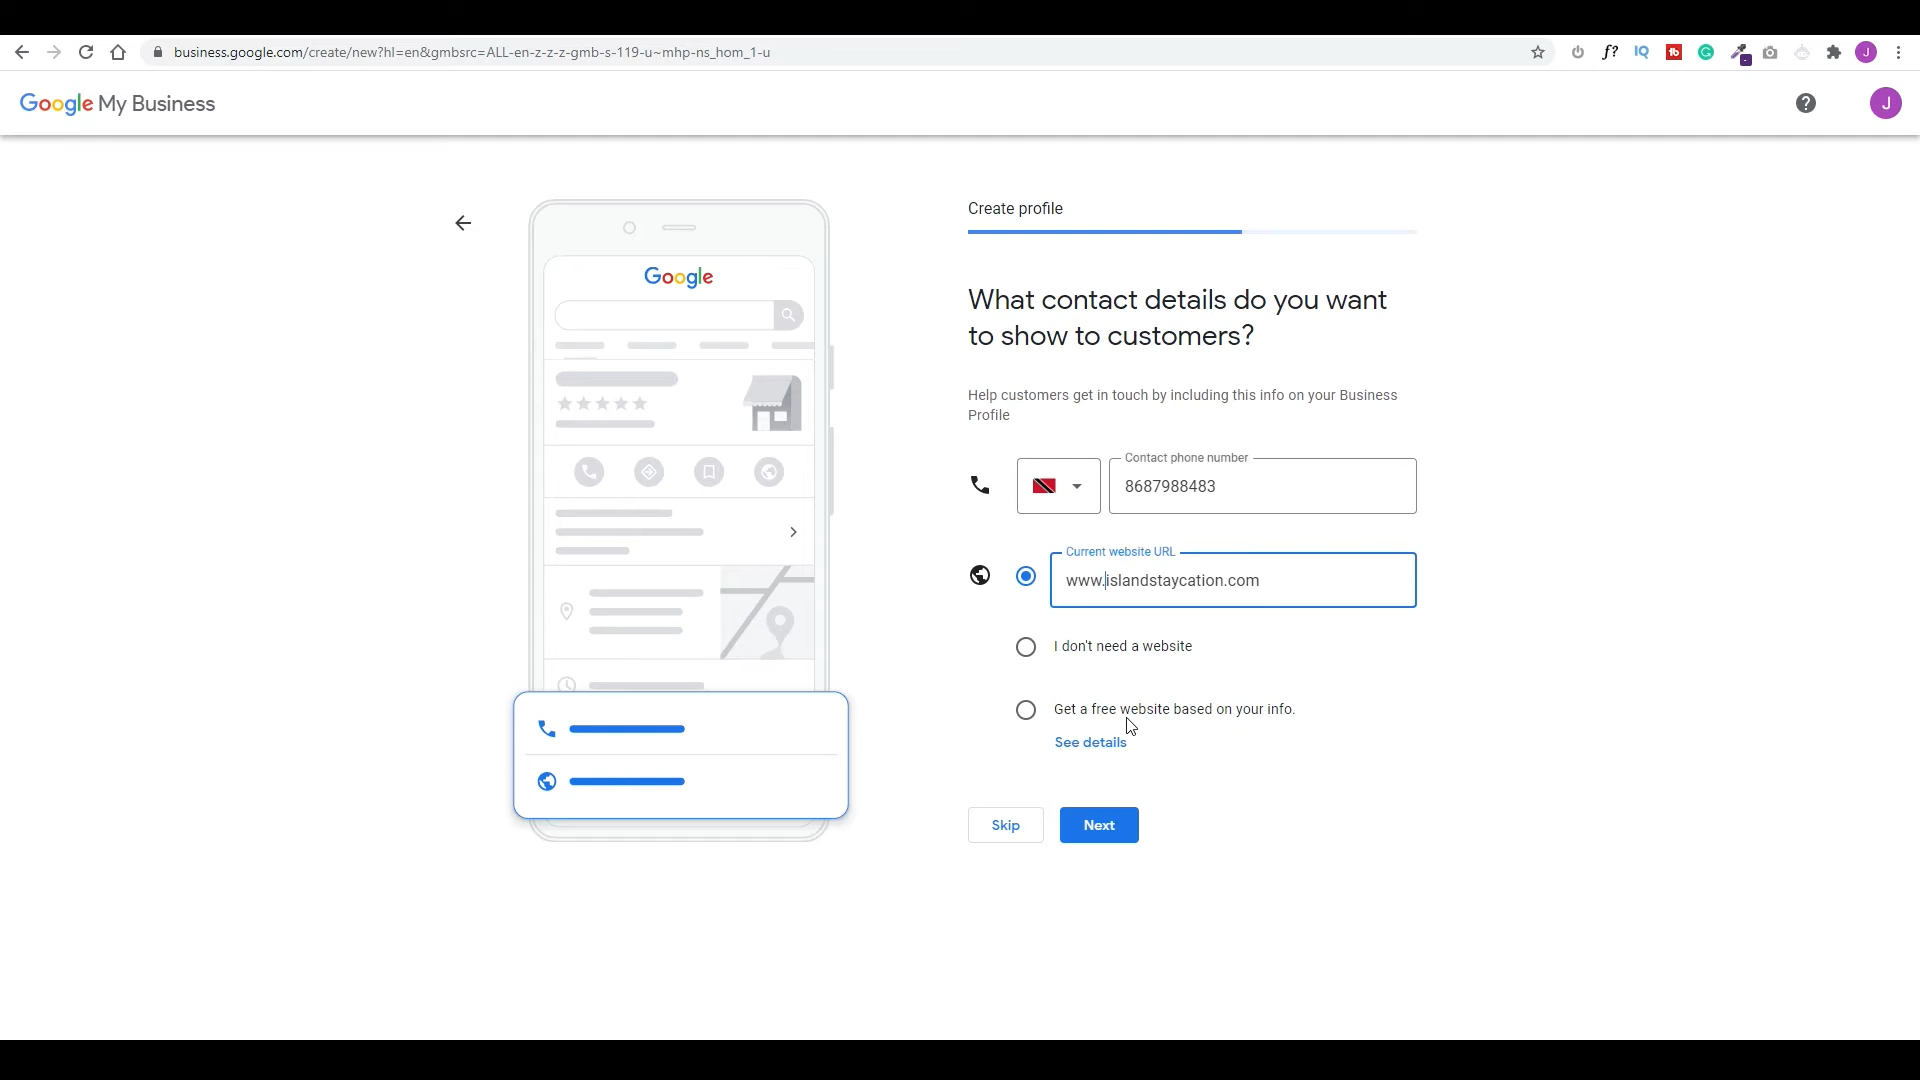 business.google.com/create/new?hl=en&gmbsrc=ALL-en-z-z-z-gmb-s-119-u~mhp-ns_hom_1-u
f?
IQ
tb
G
J
Google My Business
?
J
Create profile
Google
What contact details do you want
to show to customers?
Help customers get in touch by including this info on your Business
Profile
Contact phone number
8687988483
Current website URL
www.islandstaycation.com
I don't need a website
Get a free website based on your info.
See details
Skip
Next